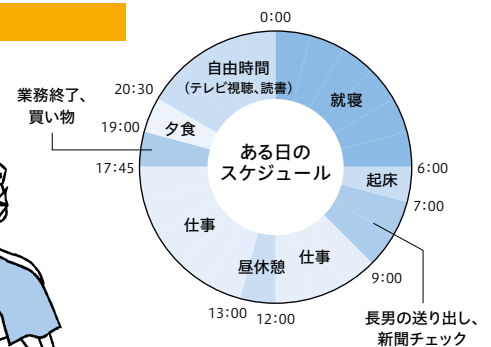 0:00
自由時間
(テレビ視聴、読書)
就寝
20:30
業務終了、
買い物
夕食
19:00
ある日の
スケジュール
17:45
6:00
起床
7:00
仕事
昼休憩
仕事
9:00
13:00
12:00
長男の送り出し、
新聞チェック